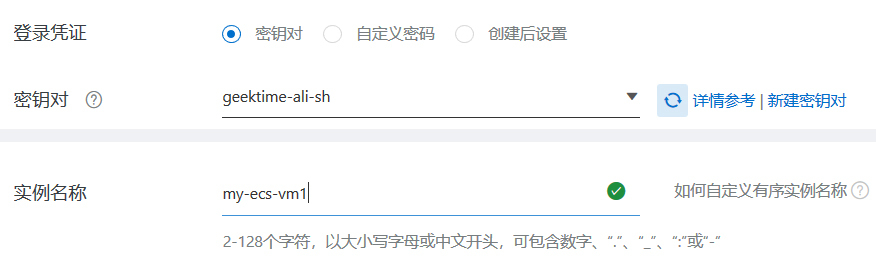 登录凭证 密钥对 自定义密码 创建后设置
密钥对 ? geektime-ali-sh 详情参考 | 新建密钥对
实例名称 my-ecs-vm1 如何自定义有序实例名称 ?
2-128个字符，以大小写字母或中文开头，可包含数字、“.”、“_”、“:”或“-”